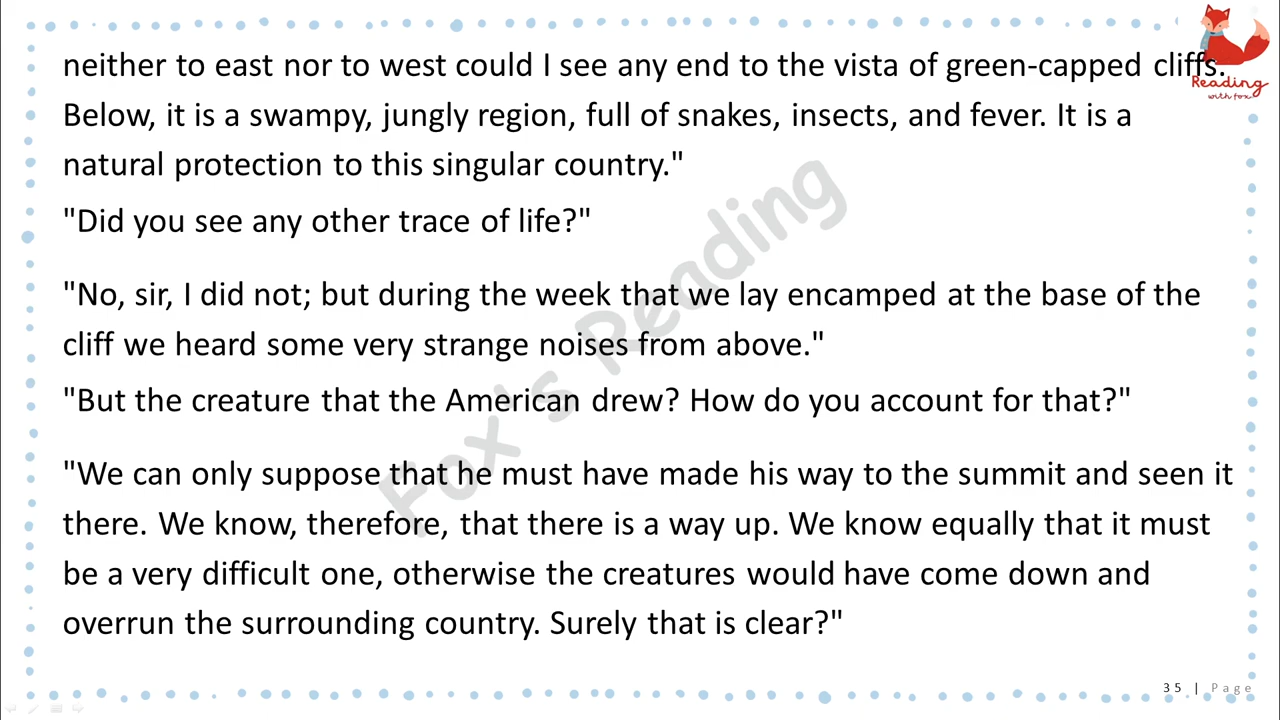 neither to east nor to west could I see any end to the vista of green-capped cliffs.
Reading
with fox
Below, it is a swampy, jungly region, full of snakes, insects, and fever. It is a
natural protection to this singular country."
"Did you see any other trace of life?"
"No, sir, I did not; but during the week that we lay encamped at the base of the
cliff we heard some very strange noises from above."
"But the creature that the American drew? How do you account for that?"
"We can only suppose that he must have made his way to the summit and seen it
there. We know, therefore, that there is a way up. We know equally that it must
be a very difficult one, otherwise the creatures would have come down and
overrun the surrounding country. Surely that is clear?"
Fox's Reading
35 | Page